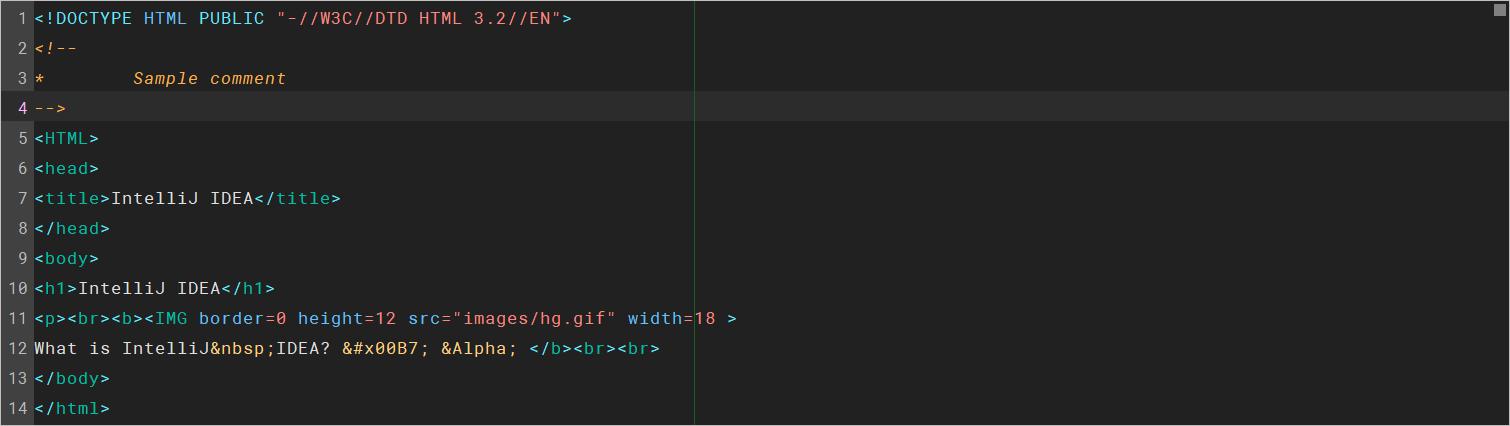 1 <!DOCTYPE HTML PUBLIC "-//W3C//DTD HTML 3.2//EN">
2 <!--
3 *        Sample comment
4 -->
5 <HTML>
6 <head>
7 <title>IntelliJ IDEA</title>
8 </head>
9 <body>
10 <h1>IntelliJ IDEA</h1>
11 <p><br><b><IMG border=0 height=12 src="images/hg.gif" width=18 >
12 What is IntelliJ&nbsp;IDEA? &#x00B7; &Alpha; </b><br><br>
13 </body>
14 </html>